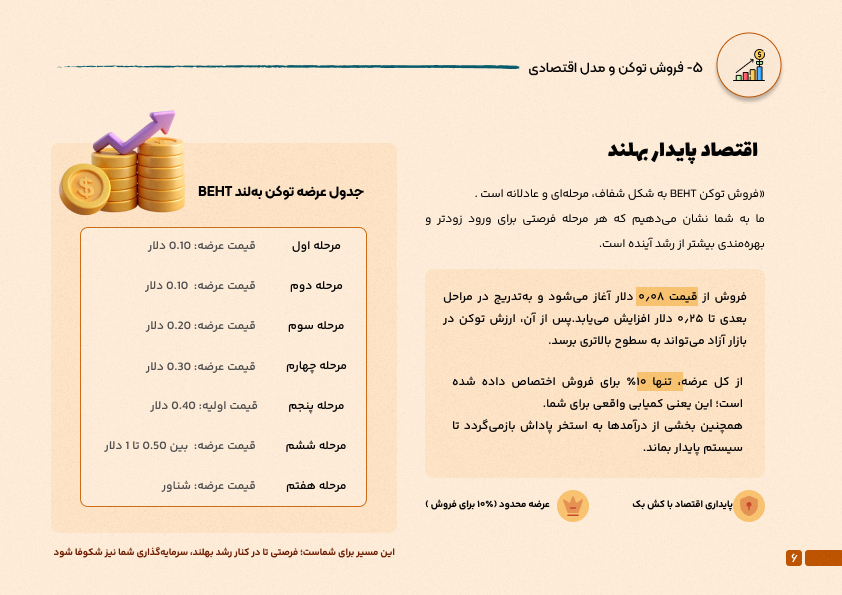 ۵- فروش توکن و مدل اقتصادی
اقتصاد پایدار بهلند
«فروش توکن BEHT به شکل شفاف، مرحله‌ای و عادلانه است .
ما به شما نشان می‌دهیم که هر مرحله فرصتی برای ورود زودتر و
بهره‌مندی بیشتر از رشد آینده است.
فروش از قیمت ۰٫۰۸ دلار آغاز می‌شود و به‌تدریج در مراحل
بعدی تا ۰٫۲۵ دلار افزایش می‌یابد.پس از آن، ارزش توکن در
بازار آزاد می‌تواند به سطوح بالاتری برسد.
از کل عرضه، تنها ۱۰٪ برای فروش اختصاص داده شده
است؛ این یعنی کمیابی واقعی برای شما.
همچنین بخشی از درآمدها به استخر پاداش بازمی‌گردد تا
سیستم پایدار بماند.
پایداری اقتصاد با کش بک
عرضه محدود (۱۰٪ برای فروش )
جدول عرضه توکن به‌لند BEHT
مرحله اول قیمت عرضه: 0.10 دلار
مرحله دوم قیمت عرضه: 0.10 دلار
مرحله سوم قیمت عرضه: 0.20 دلار
مرحله چهارم قیمت عرضه: 0.30 دلار
مرحله پنجم قیمت اولیه: 0.40 دلار
مرحله ششم قیمت عرضه: بین 0.50 تا 1 دلار
مرحله هفتم قیمت عرضه: شناور
این مسیر برای شماست؛ فرصتی تا در کنار رشد بهلند، سرمایه‌گذاری شما نیز شکوفا شود
۶